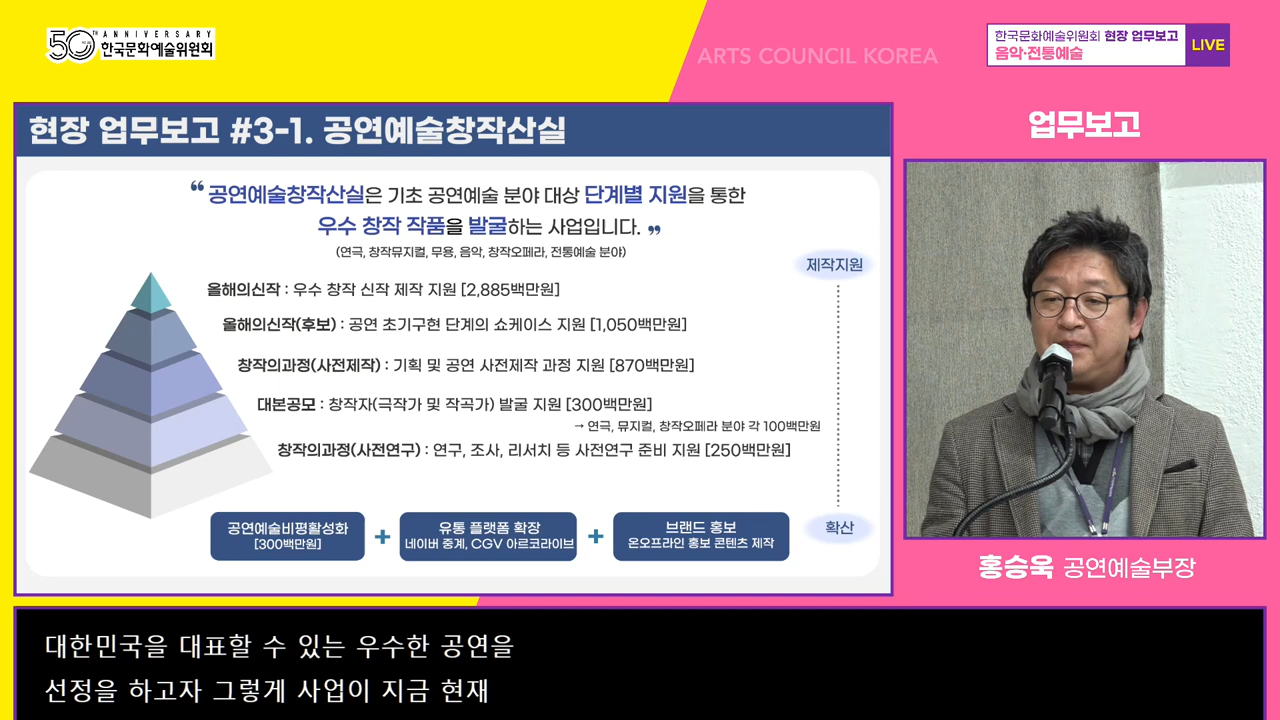 50TH ANNIVERSARY
한국문화예술위원회
ARTS COUNCIL KOREA
한국문화예술위원회 현장 업무보고
음악·전통예술
LIVE
현장 업무보고 #3-1. 공연예술창작산실
업무보고
“ 공연예술창작산실은 기초 공연예술 분야 대상 단계별 지원을 통한
우수 창작 작품을 발굴하는 사업입니다. ”
(연극, 창작뮤지컬, 무용, 음악, 창작오페라, 전통예술 분야)
제작지원
올해의신작 : 우수 창작 신작 제작 지원 [2,885백만원]
올해의신작(후보) : 공연 초기구현 단계의 쇼케이스 지원 [1,050백만원]
창작의과정(사전제작) : 기획 및 공연 사전제작 과정 지원 [870백만원]
대본공모 : 창작자(극작가 및 작곡가) 발굴 지원 [300백만원]
→ 연극, 뮤지컬, 창작오페라 분야 각 100백만원
창작의과정(사전연구) : 연구, 조사, 리서치 등 사전연구 준비 지원 [250백만원]
공연예술비평활성화
[300백만원]
+
유통 플랫폼 확장
네이버 중계, CGV 아르코라이브
+
브랜드 홍보
온오프라인 홍보 콘텐츠 제작
확산
홍승욱 공연예술부장
대한민국을 대표할 수 있는 우수한 공연을
선정을 하고자 그렇게 사업이 지금 현재